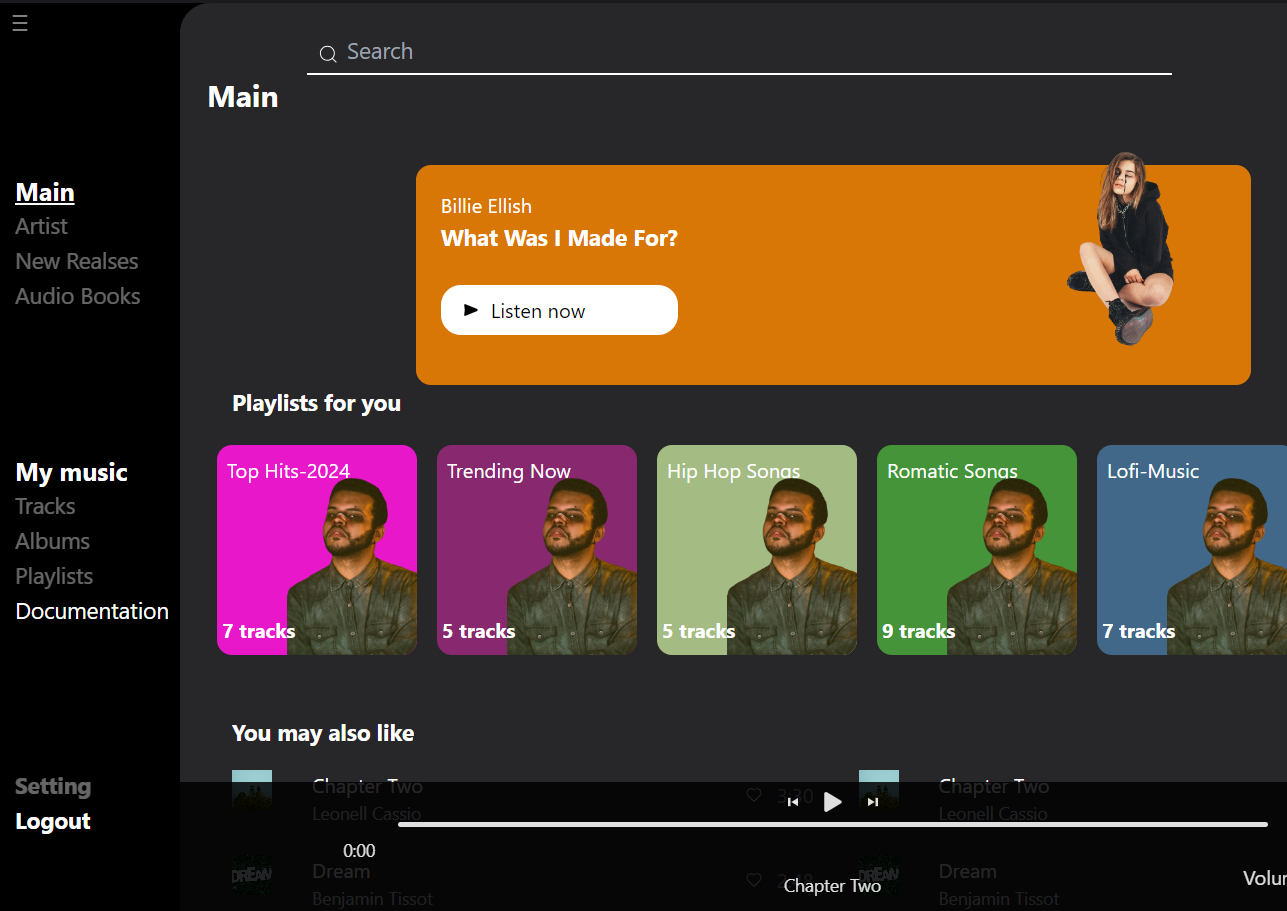 Search
Main
Main
Artist
New Realses
Audio Books
Billie Ellish
What Was I Made For?
Listen now
Playlists for you
My music
Tracks
Albums
Playlists
Documentation
Top Hits-2024
7 tracks
Trending Now
5 tracks
Hip Hop Songs
5 tracks
Romatic Songs
9 tracks
Lofi-Music
7 tracks
You may also like
Setting
Logout
Chapter Two
Leonell Cassio
3:30
Chapter Two
Leonell Cassio
0:00
DREAM
Dream
Benjamin Tissot
Chapter Two
DREAM
Dream
Benjamin Tissot